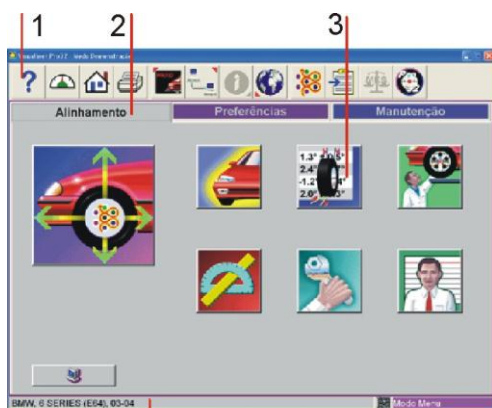 1 2 3
Alinhamento Preferências Manutenção
1.3°
2.4°
-1.2°
2.0°
BMW, 6 SERIES (E64), 03-04 Modo Menu